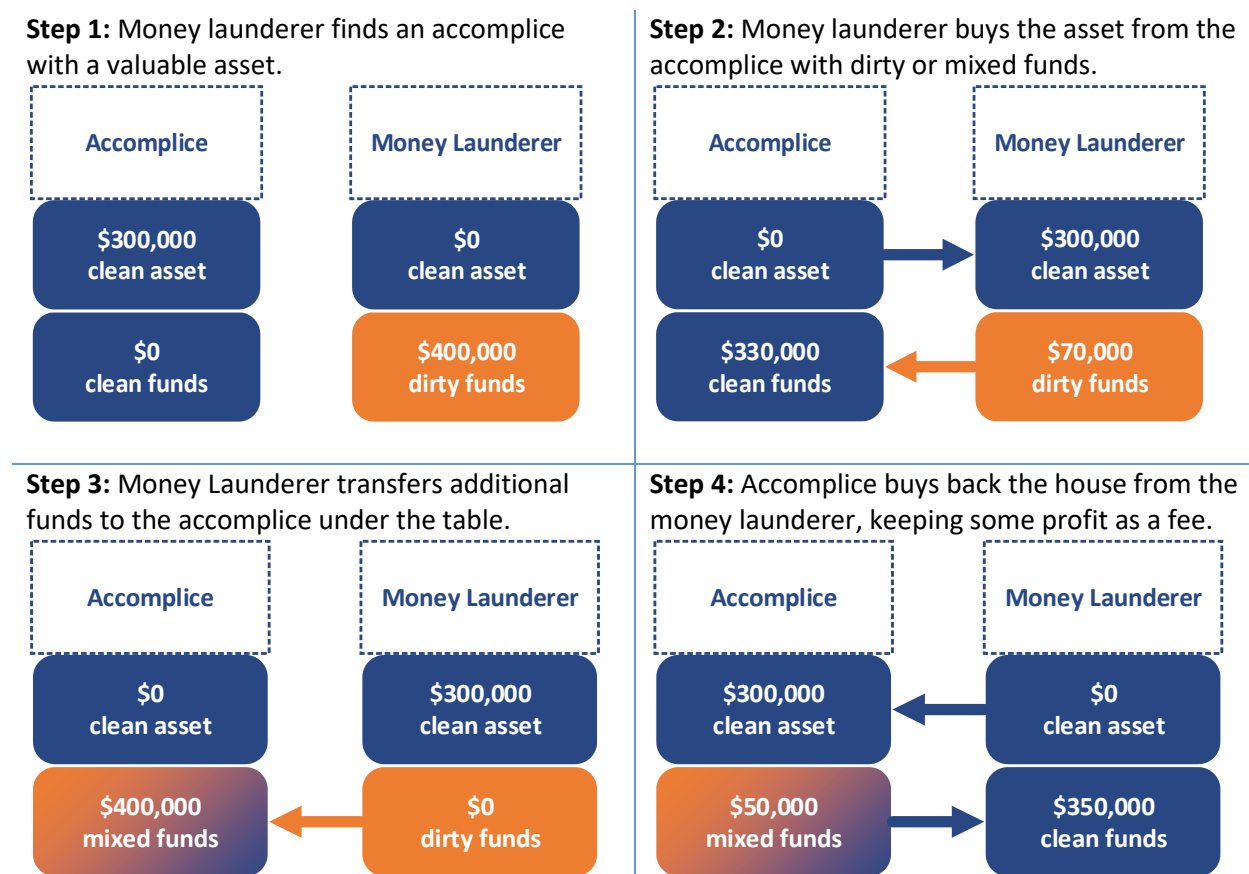 Step 1: Money launderer finds an accomplice
with a valuable asset.
Accomplice
Money Launderer
$300,000
clean asset
$0
clean asset
$0
clean funds
$400,000
dirty funds
Step 2: Money launderer buys the asset from the
accomplice with dirty or mixed funds.
Accomplice
Money Launderer
$0
clean asset
$300,000
clean asset
$330,000
clean funds
$70,000
dirty funds
Step 3: Money Launderer transfers additional
funds to the accomplice under the table.
Accomplice
Money Launderer
$0
clean asset
$300,000
clean asset
$400,000
mixed funds
$0
dirty funds
Step 4: Accomplice buys back the house from the
money launderer, keeping some profit as a fee.
Accomplice
Money Launderer
$300,000
clean asset
$0
clean asset
$50,000
mixed funds
$350,000
clean funds